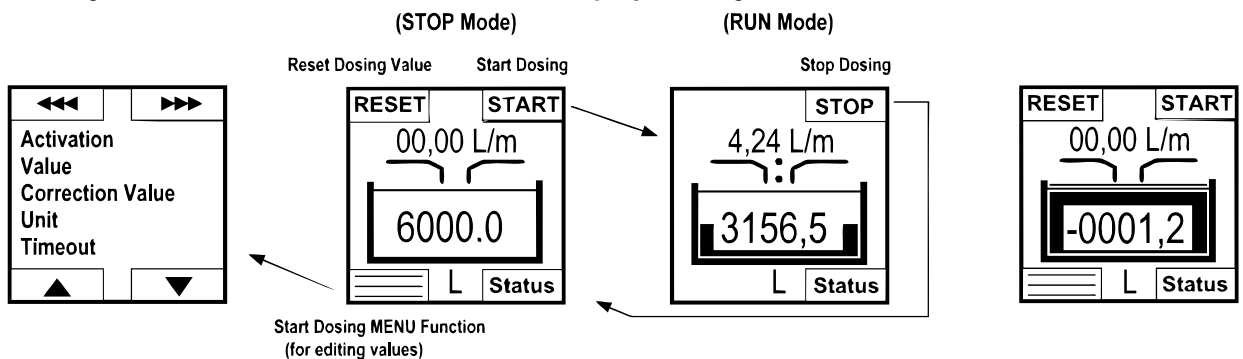 (STOP Mode) (RUN Mode)
Reset Dosing Value Start Dosing Stop Dosing
◄◄◄ ►►►
Activation
Value
Correction Value
Unit
Timeout
▲ ▼
RESET START
00,00 L/m
6000.0
L Status
Start Dosing MENU Function
(for editing values)
STOP
4,24 L/m
3156,5
L Status
RESET START
00,00 L/m
-0001,2
L Status